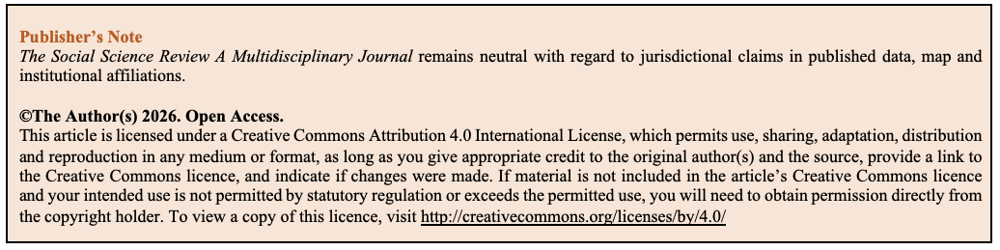 Publisher's Note
The Social Science Review A Multidisciplinary Journal remains neutral with regard to jurisdictional claims in published data, map and
institutional affiliations.
©The Author(s) 2026. Open Access.
This article is licensed under a Creative Commons Attribution 4.0 International License, which permits use, sharing, adaptation, distribution
and reproduction in any medium or format, as long as you give appropriate credit to the original author(s) and the source, provide a link to
the Creative Commons licence, and indicate if changes were made. If material is not included in the article's Creative Commons licence
and your intended use is not permitted by statutory regulation or exceeds the permitted use, you will need to obtain permission directly from
the copyright holder. To view a copy of this licence, visit http://creativecommons.org/licenses/by/4.0/